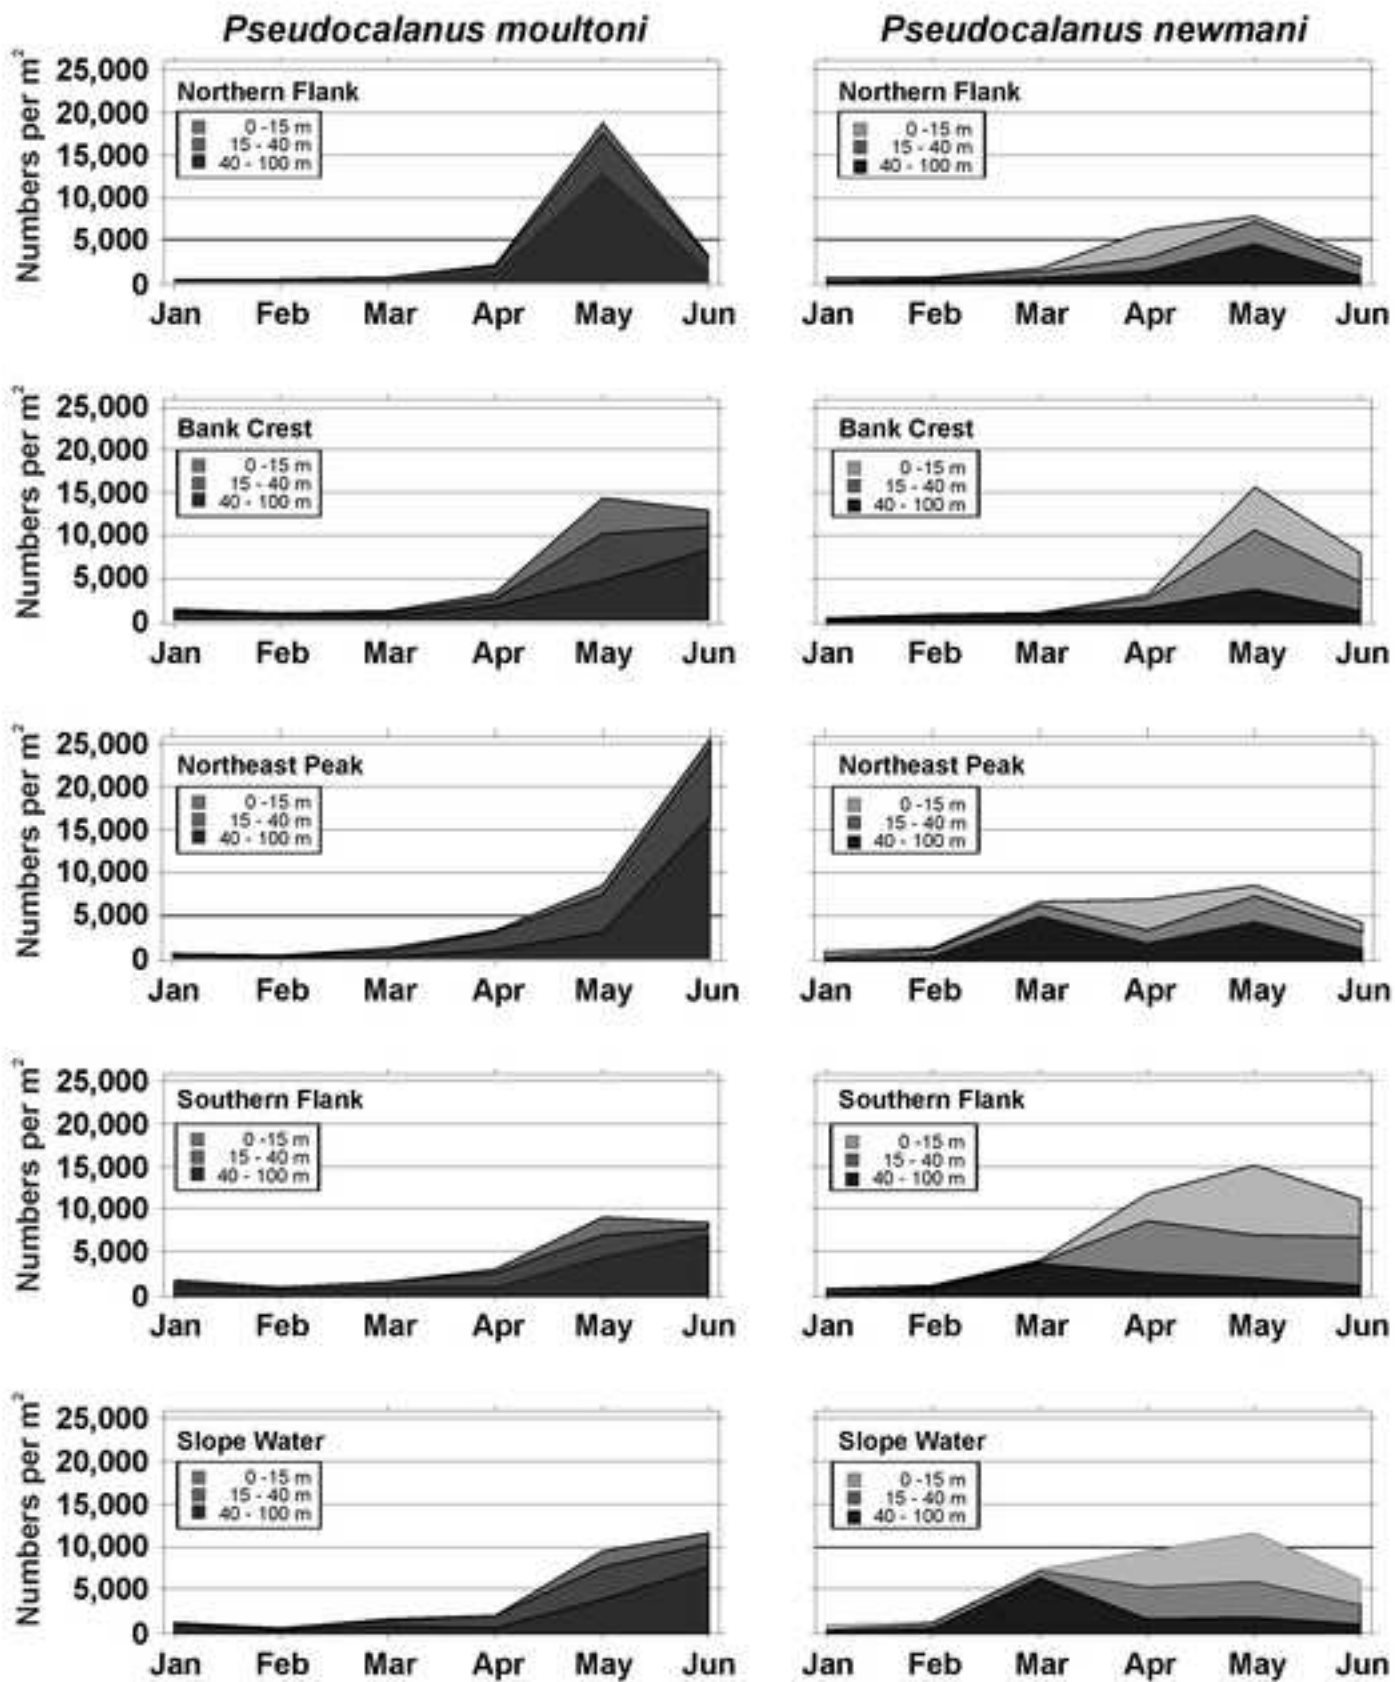 Pseudocalanus moultoni
Numbers per m²
25,000
20,000
15,000
10,000
5,000
0
Northern Flank
0 -15 m
15 - 40 m
40 - 100 m
Jan Feb Mar Apr May Jun
Numbers per m²
25,000
20,000
15,000
10,000
5,000
0
Bank Crest
0 -15 m
15 - 40 m
40 - 100 m
Jan Feb Mar Apr May Jun
Numbers per m²
25,000
20,000
15,000
10,000
5,000
0
Northeast Peak
0 -15 m
15 - 40 m
40 - 100 m
Jan Feb Mar Apr May Jun
Numbers per m²
25,000
20,000
15,000
10,000
5,000
0
Southern Flank
0 -15 m
15 - 40 m
40 - 100 m
Jan Feb Mar Apr May Jun
Numbers per m²
25,000
20,000
15,000
10,000
5,000
0
Slope Water
0 -15 m
15 - 40 m
40 - 100 m
Jan Feb Mar Apr May Jun
Pseudocalanus newmani
Northern Flank
0 -15 m
15 - 40 m
40 - 100 m
Jan Feb Mar Apr May Jun
Bank Crest
0 -15 m
15 - 40 m
40 - 100 m
Jan Feb Mar Apr May Jun
Northeast Peak
0 -15 m
15 - 40 m
40 - 100 m
Jan Feb Mar Apr May Jun
Southern Flank
0 -15 m
15 - 40 m
40 - 100 m
Jan Feb Mar Apr May Jun
Slope Water
0 -15 m
15 - 40 m
40 - 100 m
Jan Feb Mar Apr May Jun